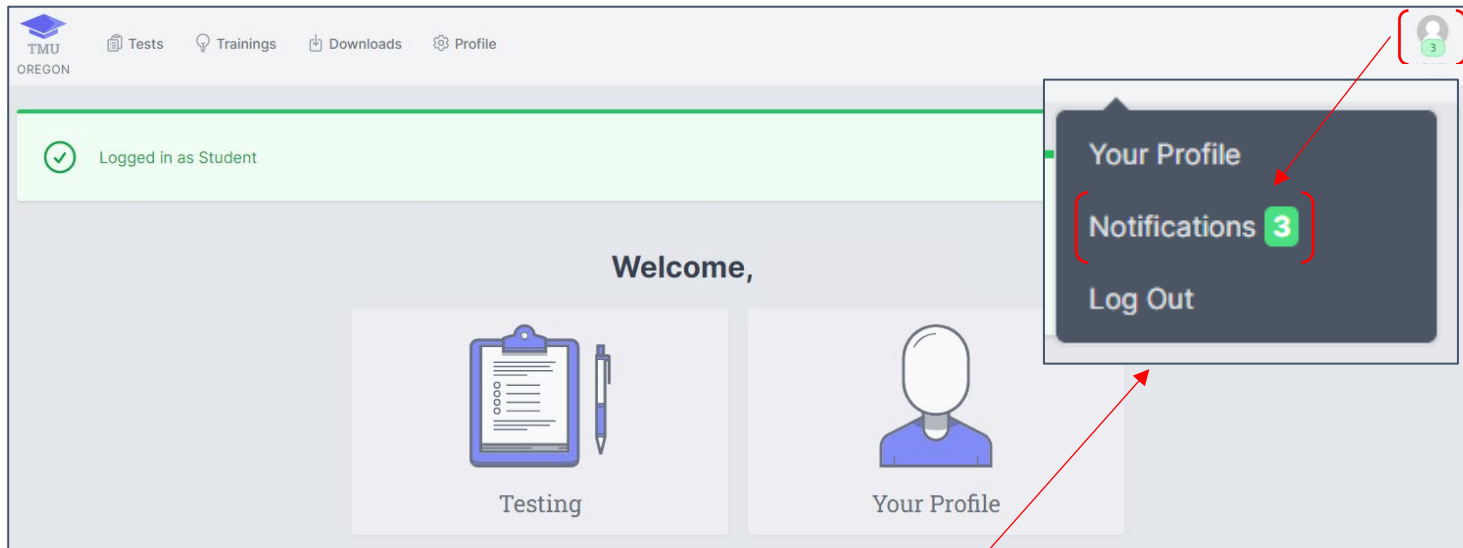 TMU
OREGON
Tests Trainings Downloads Profile
3
Logged in as Student
Your Profile
Notifications 3
Log Out
Welcome,
Testing
Your Profile